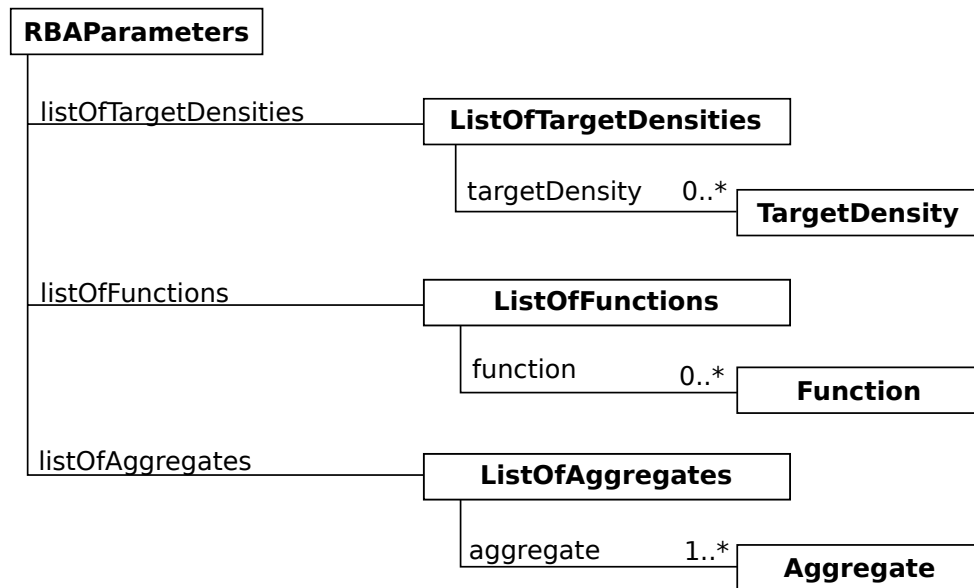 RBAParameters
listOfTargetDensities
ListOfTargetDensities
targetDensity 0..*
TargetDensity
listOfFunctions
ListOfFunctions
function 0..*
Function
listOfAggregates
ListOfAggregates
aggregate 1..*
Aggregate